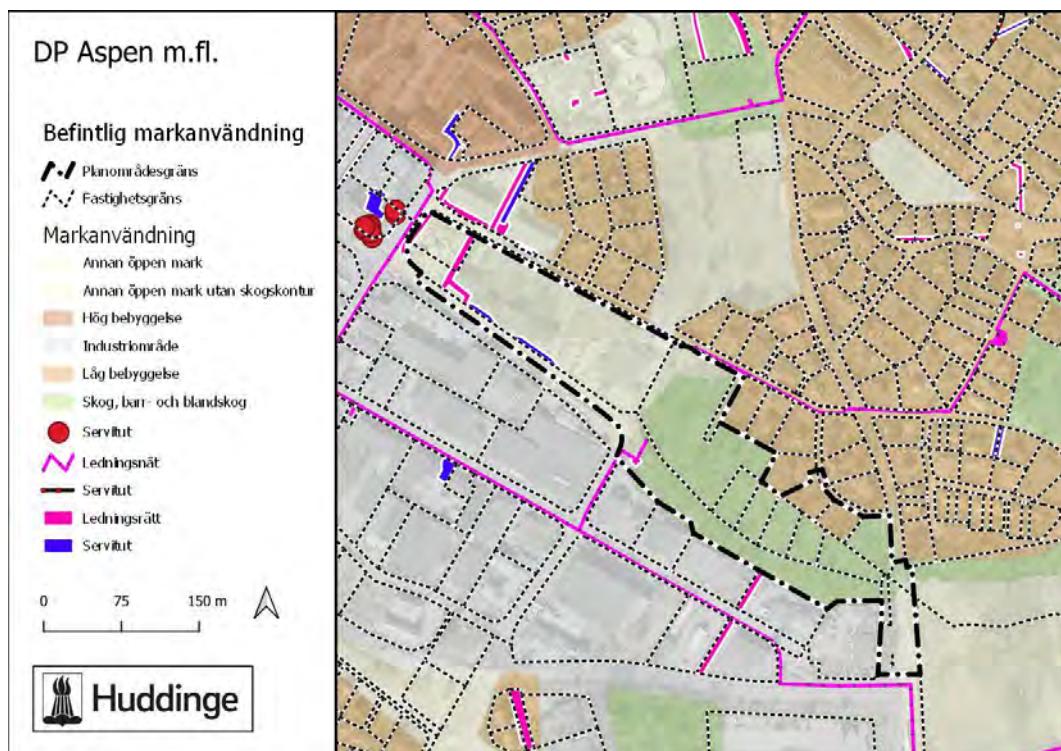 DP Aspen m.fl.
Befintlig markanvändning
Planområdesgräns
Fastighetsgräns
Markanvändning
Annan öppen mark
Annan öppen mark utan skogskontur
Hög bebyggelse
Industriområde
Låg bebyggelse
Skog, barr- och blandskog
Servitut
Ledningsnät
Servitut
Ledningsrätt
Servitut
0 75 150 m
Huddinge